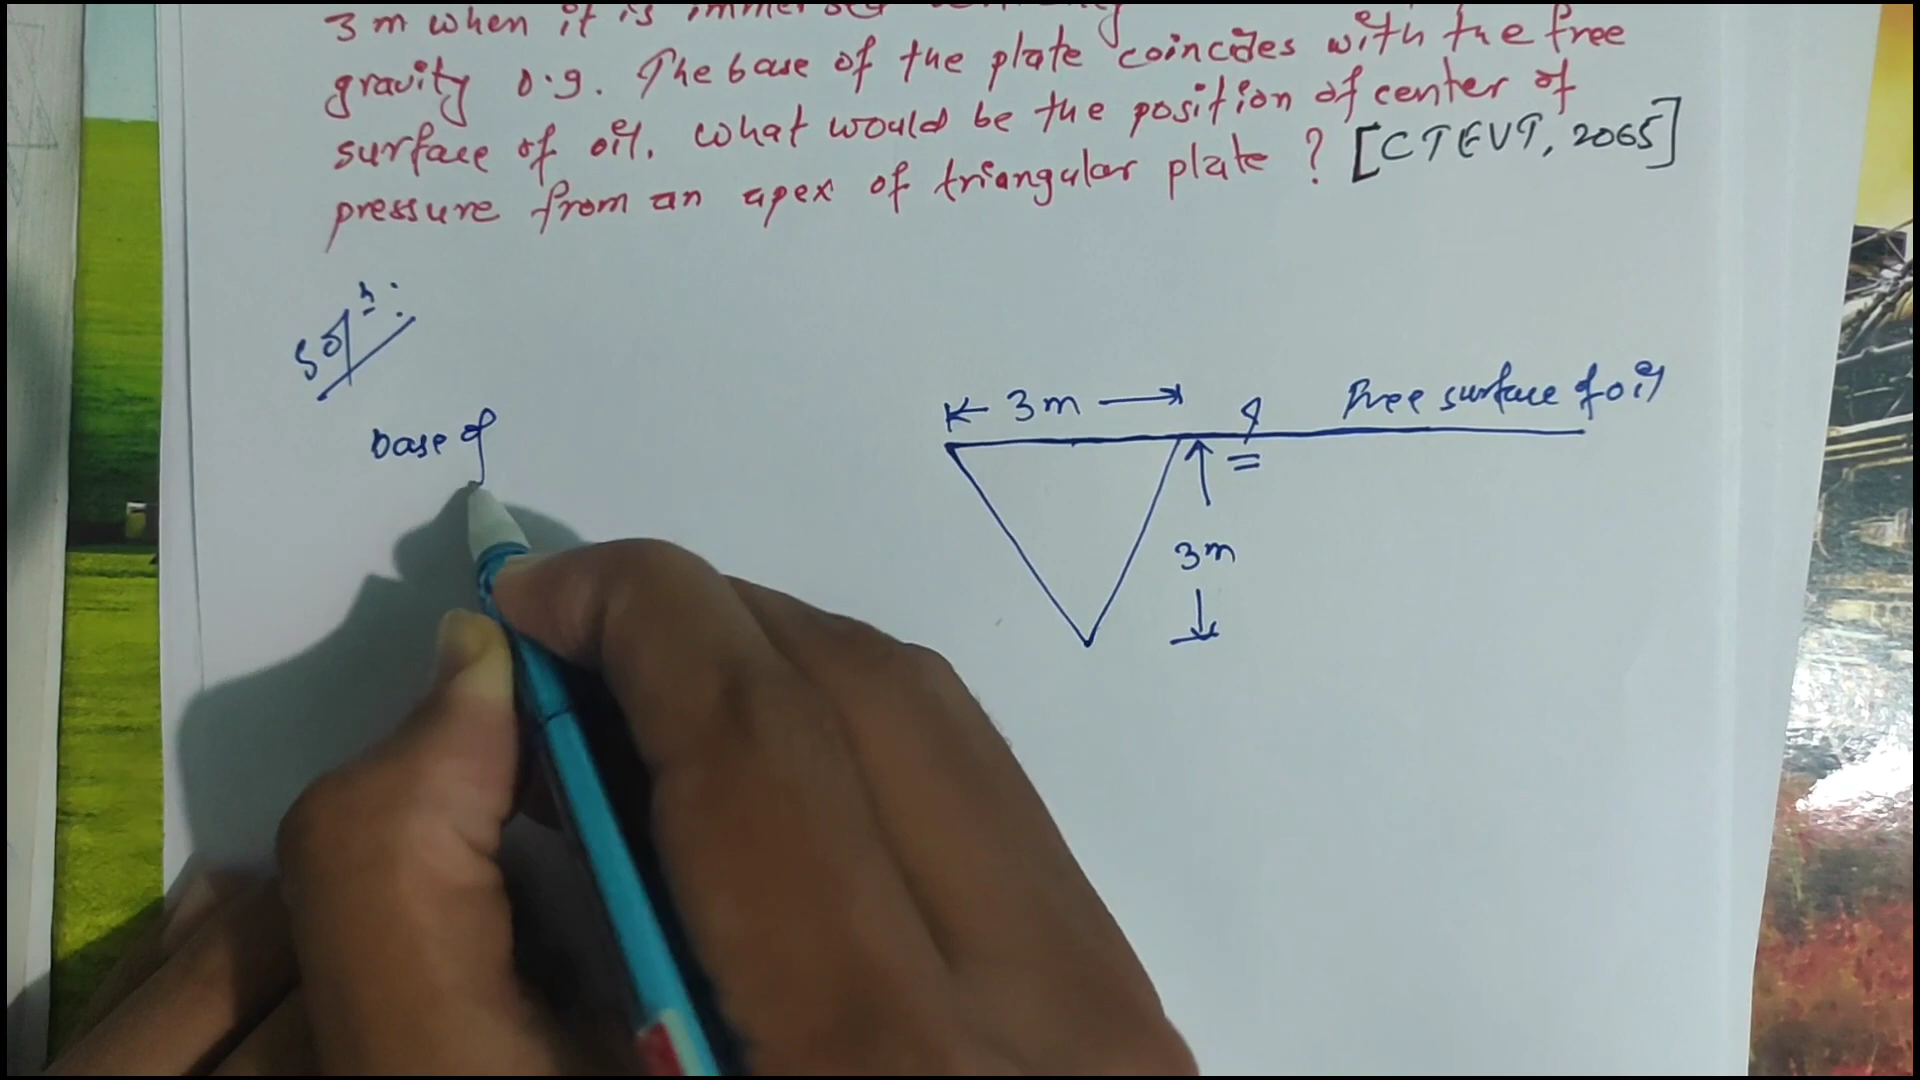 3 m when it is immersed
gravity 0.9. The base of the plate coincides with the free
surface of oil. What would be the position of center of
pressure from an apex of triangular plate ? [CTEVT, 2065]
Solⁿ:
base of
3m
Free surface of oil
3m